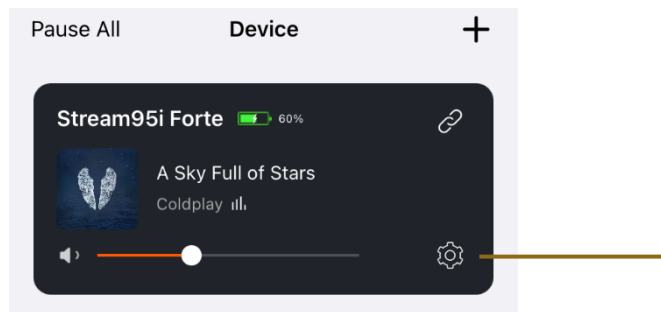 Pause All Device +
Stream95i Forte 60%
A Sky Full of Stars
Coldplay